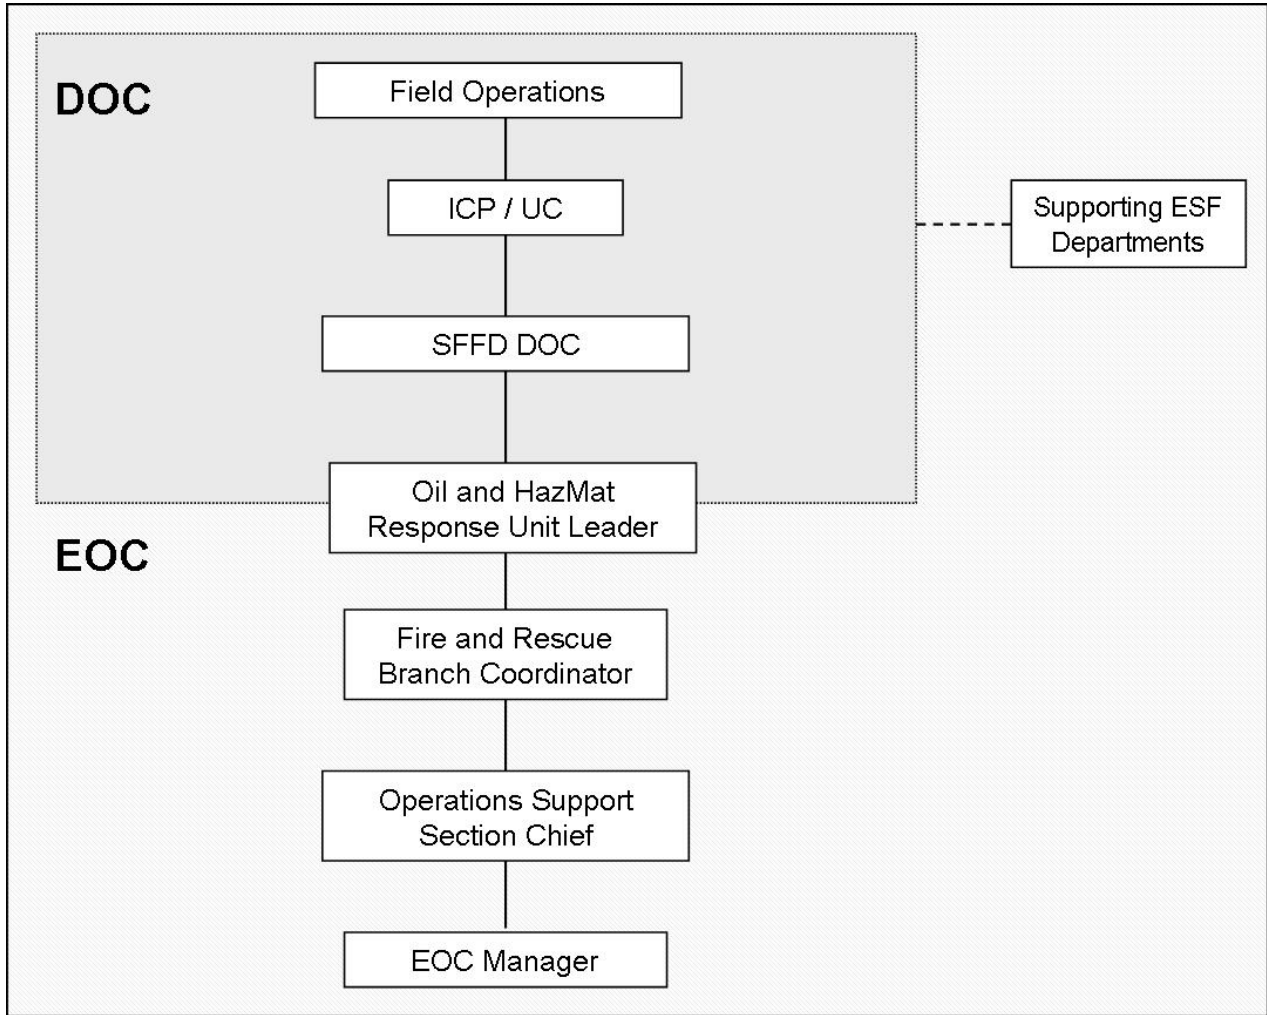 DOC
Field Operations
ICP / UC
Supporting ESF
Departments
SFFD DOC
Oil and HazMat
Response Unit Leader
EOC
Fire and Rescue
Branch Coordinator
Operations Support
Section Chief
EOC Manager